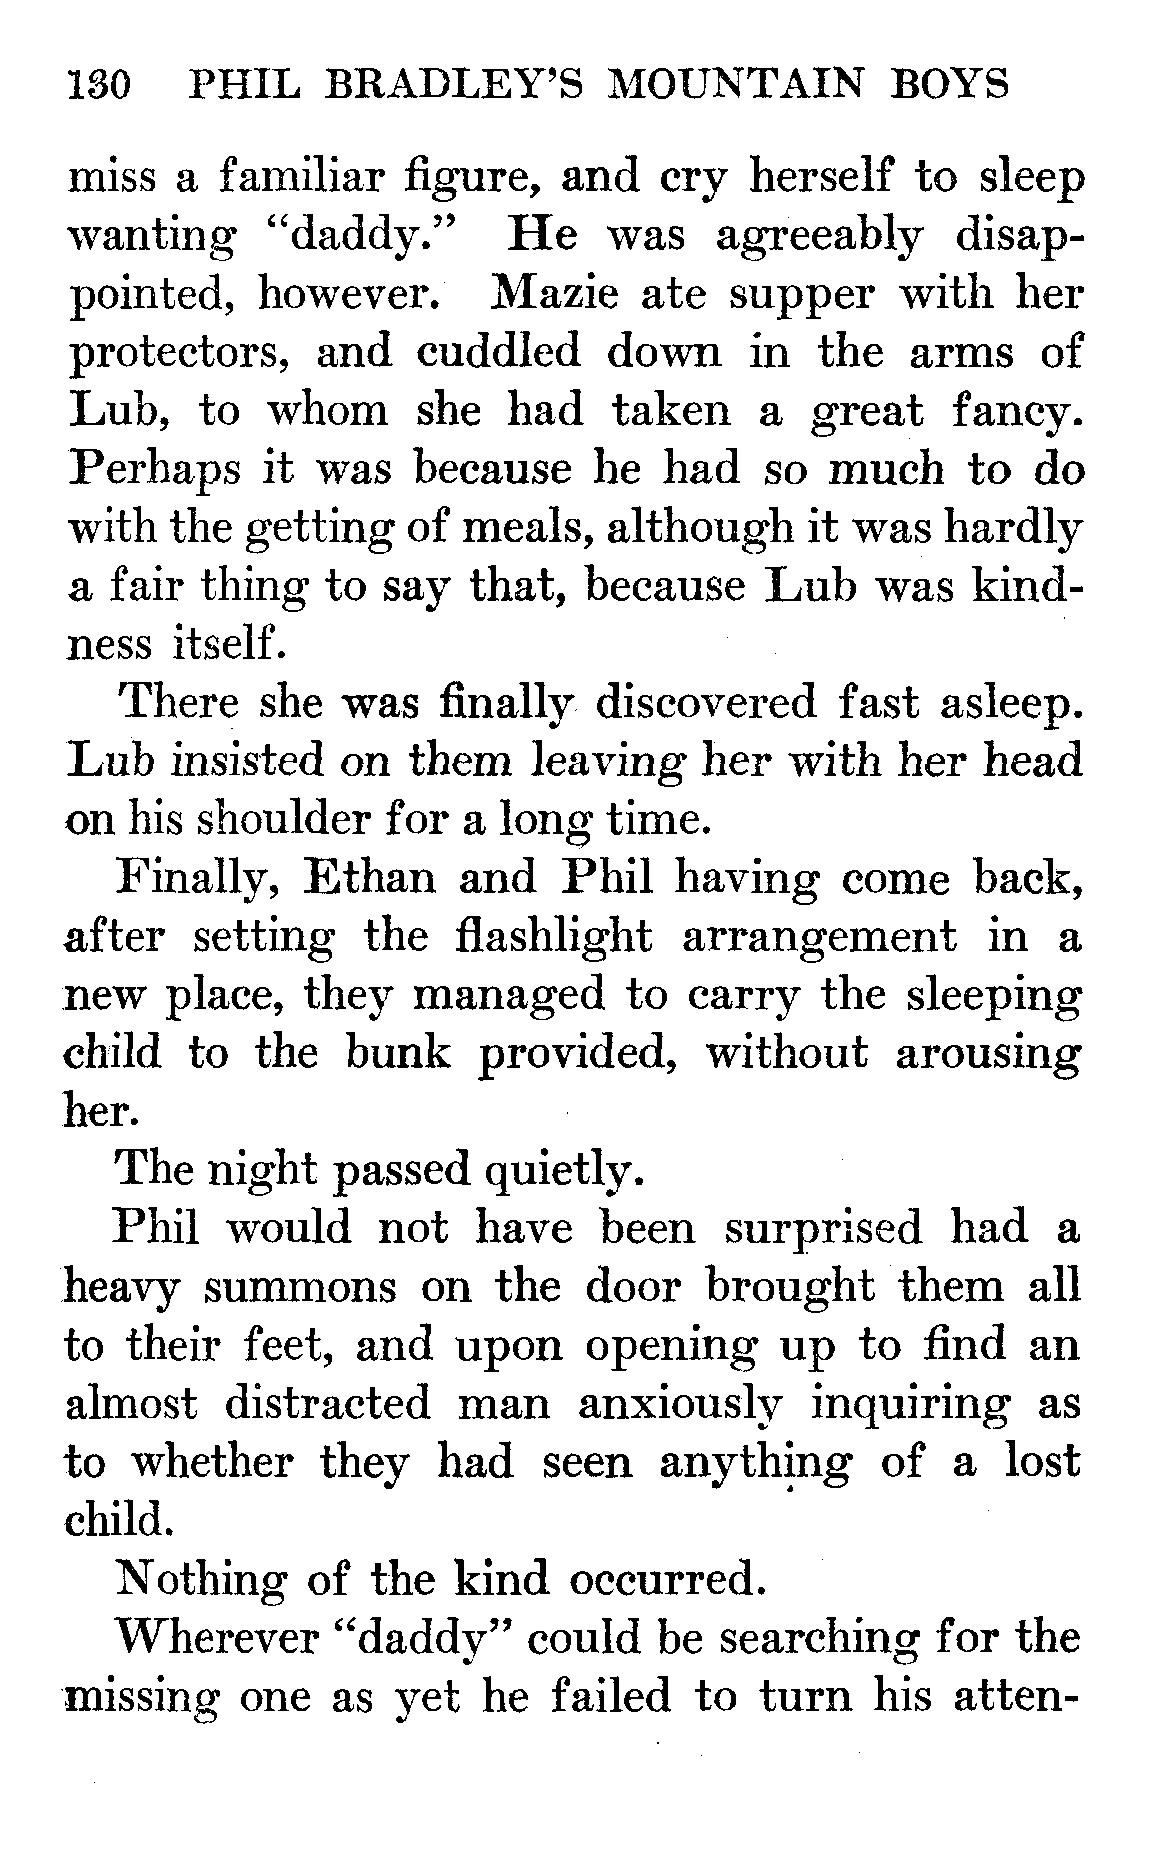 130 PHIL BRADLEY'S MOUNTAIN BOYS
miss a familiar figure, and cry herself to sleep
wanting "daddy." He was agreeably disap-
pointed, however. Mazie ate supper with her
protectors, and cuddled down in the arms of
Lub, to whom she had taken a great fancy.
Perhaps it was because he had so much to do
with the getting of meals, although it was hardly
a fair thing to say that, because Lub was kind-
ness itself.
There she was finally discovered fast asleep.
Lub insisted on them leaving her with her head
on his shoulder for a long time.
Finally, Ethan and Phil having come back,
after setting the flashlight arrangement in a
new place, they managed to carry the sleeping
child to the bunk provided, without arousing
her.
The night passed quietly.
Phil would not have been surprised had a
heavy summons on the door brought them all
to their feet, and upon opening up to find an
almost distracted man anxiously inquiring as
to whether they had seen anything of a lost
child.
Nothing of the kind occurred.
Wherever "daddy" could be searching for the
missing one as yet he failed to turn his atten-